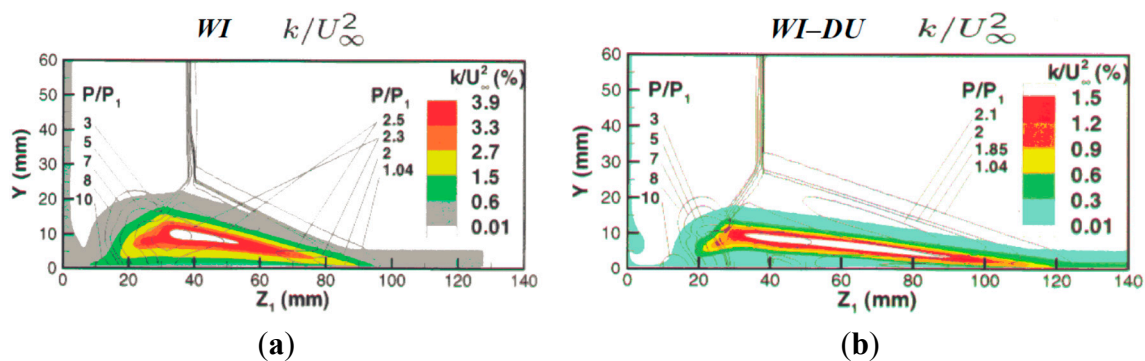 WI k/U²∞
k/U²∞ (%)
P/P₁
3
5
7
8
10
2.5
2.3
2
1.04
3.9
3.3
2.7
1.5
0.6
0.01
Y (mm)
60
50
40
30
20
10
0
0 20 40 60 80 100 120 140
Z₁ (mm)
(a)
WI–DU k/U²∞
k/U²∞ (%)
P/P₁
3
5
7
8
10
P/P₁
2.1
2
1.85
1.04
1.5
1.2
0.9
0.6
0.3
0.01
Y (mm)
60
50
40
30
20
10
0
0 20 40 60 80 100 120 140
Z₁ (mm)
(b)
P/P₁